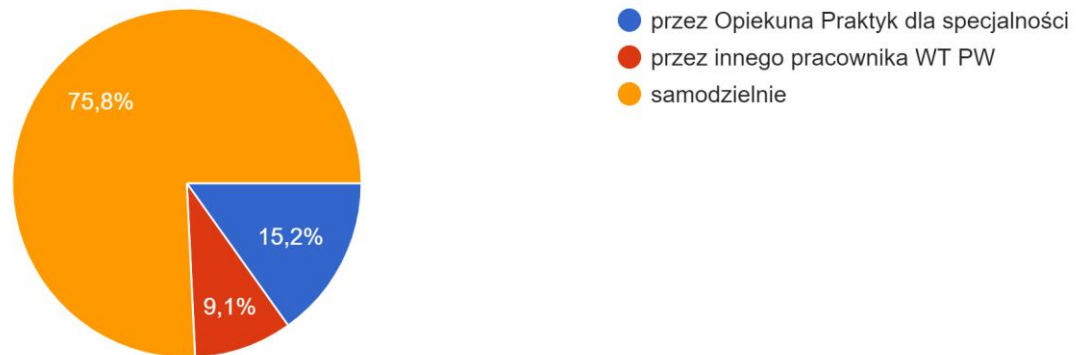 przez Opiekuna Praktyk dla specjalności
przez innego pracownika WT PW
samodzielnie
75,8%
15,2%
9,1%